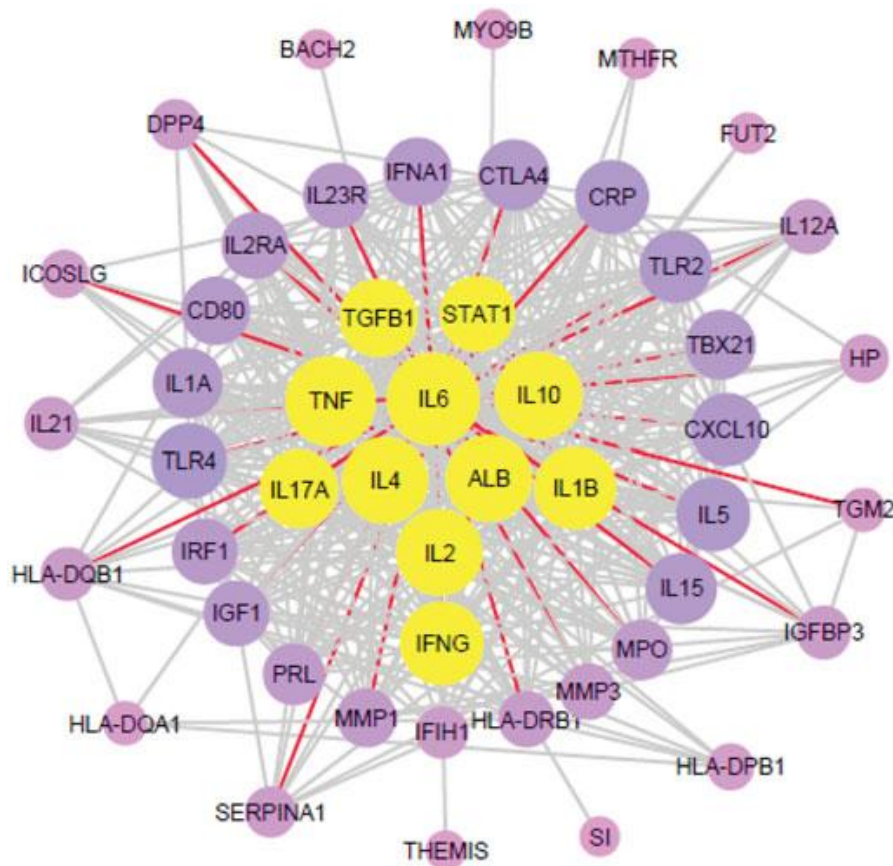 MYO9B
BACH2
MTHFR
DPP4
FUT2
IFNA1
CTLA4
IL23R
CRP
IL12A
IL2RA
TLR2
ICOSLG
CD80
TGFB1
STAT1
TBX21
HP
IL1A
TNF
IL6
IL10
IL21
CXCL10
TLR4
IL17A
IL4
ALB
IL1B
TGM2
IL5
IRF1
IL2
HLA-DQB1
IL15
IGF1
IFNG
IGFBP3
MPO
PRL
MMP3
HLA-DQA1
MMP1
IFIH1
HLA-DRB1
HLA-DPB1
SERPINA1
SI
THEMIS